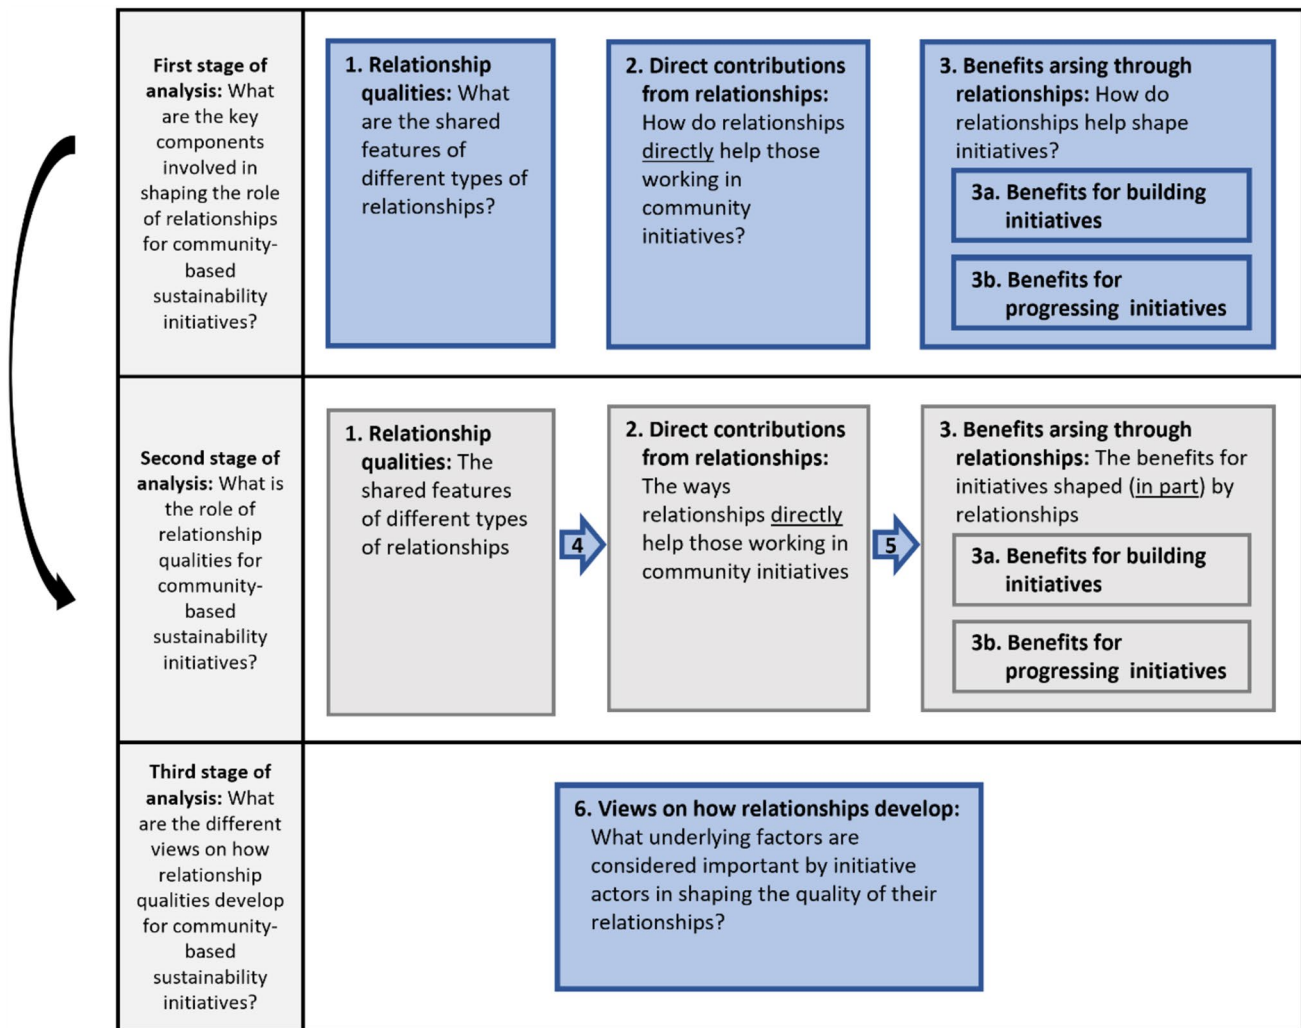 First stage of
analysis: What
are the key
components
involved in
shaping the role
of relationships
for community-
based
sustainability
initiatives?
1. Relationship
qualities: What
are the shared
features of
different types of
relationships?
2. Direct contributions
from relationships:
How do relationships
directly help those
working in
community
initiatives?
3. Benefits arsing through
relationships: How do
relationships help shape
initiatives?
3a. Benefits for building
initiatives
3b. Benefits for
progressing initiatives
Second stage of
analysis: What is
the role of
relationship
qualities for
community-
based
sustainability
initiatives?
1. Relationship
qualities: The
shared features
of different types
of relationships
4
2. Direct contributions
from relationships:
The ways
relationships directly
help those working in
community initiatives
5
3. Benefits arsing through
relationships: The benefits for
initiatives shaped (in part) by
relationships
3a. Benefits for building
initiatives
3b. Benefits for
progressing initiatives
Third stage of
analysis: What
are the different
views on how
relationship
qualities develop
for community-
based
sustainability
initiatives?
6. Views on how relationships develop:
What underlying factors are
considered important by initiative
actors in shaping the quality of their
relationships?